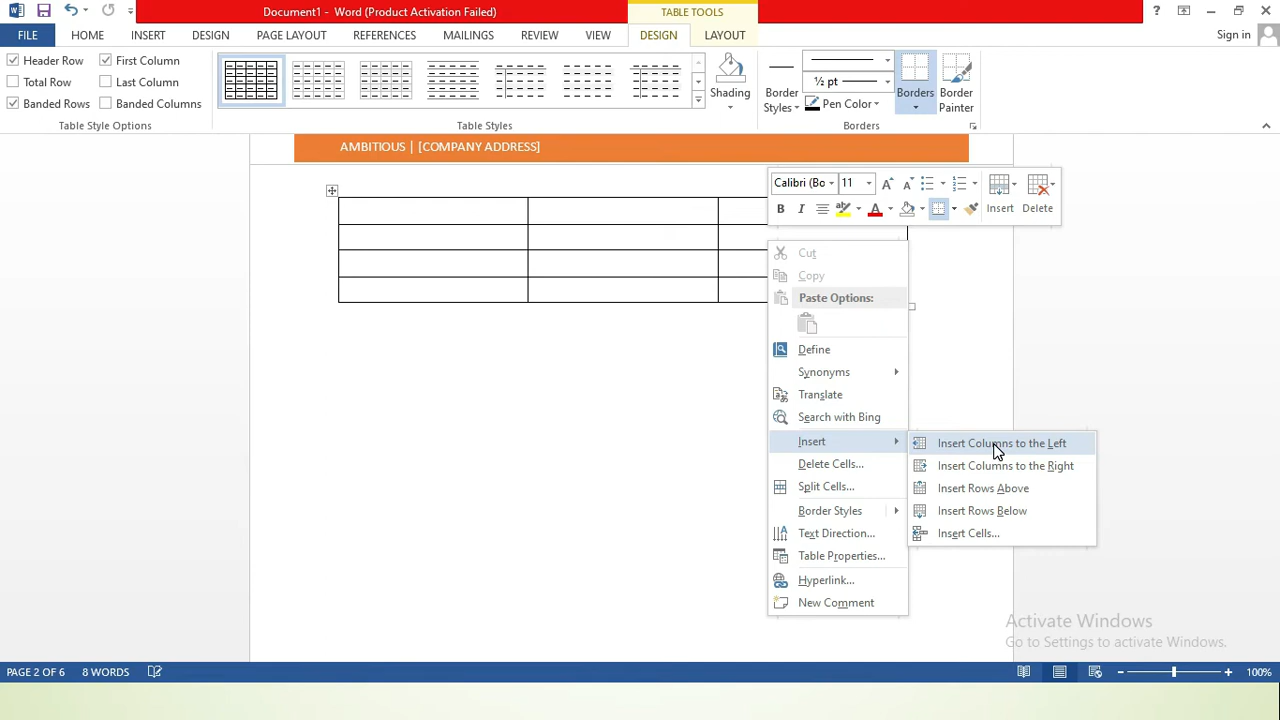 Document1 - Word (Product Activation Failed)
TABLE TOOLS
?
FILE
HOME
INSERT
DESIGN
PAGE LAYOUT
REFERENCES
MAILINGS
REVIEW
VIEW
DESIGN
LAYOUT
Sign in
Header Row
First Column
Total Row
Last Column
Banded Rows
Banded Columns
Table Style Options
Table Styles
Shading
Border Styles
½ pt
Pen Color
Borders
Border Painter
Borders
AMBITIOUS | [COMPANY ADDRESS]
Calibri (Bo
11
Insert
Delete
Cut
Copy
Paste Options:
Define
Synonyms
Translate
Search with Bing
Insert
Delete Cells...
Split Cells...
Border Styles
Text Direction...
Table Properties...
Hyperlink...
New Comment
Insert Columns to the Left
Insert Columns to the Right
Insert Rows Above
Insert Rows Below
Insert Cells...
Activate Windows
Go to Settings to activate Windows.
PAGE 2 OF 6
8 WORDS
100%